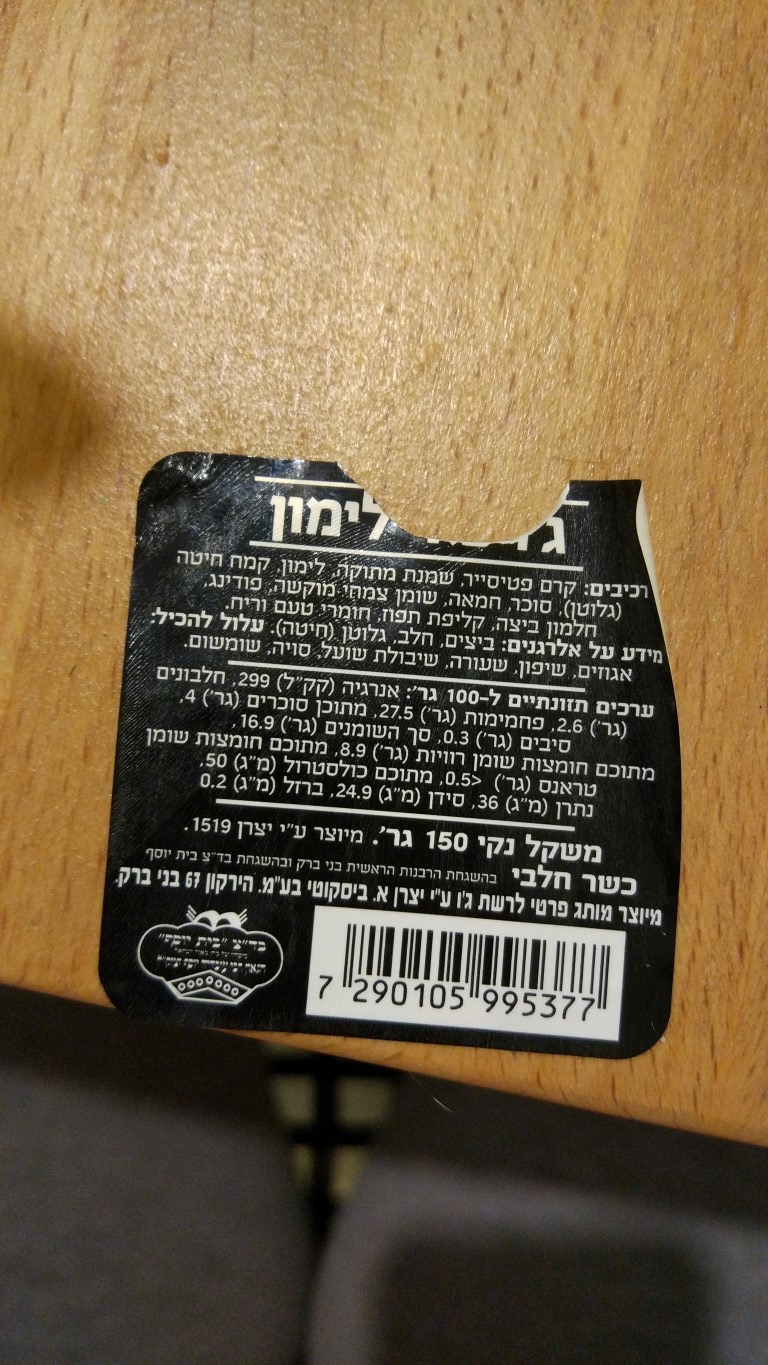 לימון
רכיבים: קרם פטיסייר, שמנת מתוקה, לימון, קמח חיטה
(גלוטן), סוכר, חמאה, שומן צמחי מוקשה, פודינג,
חלמון ביצה, קליפת תפוז, חומרי טעם וריח.
מידע על אלרגנים: ביצים, חלב, גלוטן (חיטה). עלול להכיל:
אגוזים, שיפון, שעורה, שיבולת שועל, סויה, שומשום.
ערכים תזונתיים ל-100 גר': אנרגיה (קק"ל) 299, חלבונים
(גר') 2.6, פחמימות (גר') 27.5, מתוכן סוכרים (גר') 4,
סיבים (גר') 0.3, סך השומנים (גר') 16.9,
מתוכם חומצות שומן רוויות (גר') 8.9, מתוכם חומצות שומן
טראנס (גר') <0.5, מתוכם כולסטרול (מ"ג) 50,
נתרן (מ"ג) 36, סידן (מ"ג) 24.9, ברזל (מ"ג) 0.2
משקל נקי 150 גר'. מיוצר ע"י יצרן 1519.
כשר חלבי בהשגחת הרבנות הראשית בני ברק ובהשגחת בד"צ בית יוסף
מיוצר מותג פרטי לרשת ג'ו ע"י יצרן א. ביסקוטי בע"מ. הירקון 67 בני ברק.
בד"צ "בית יוסף"
7 290105 995377